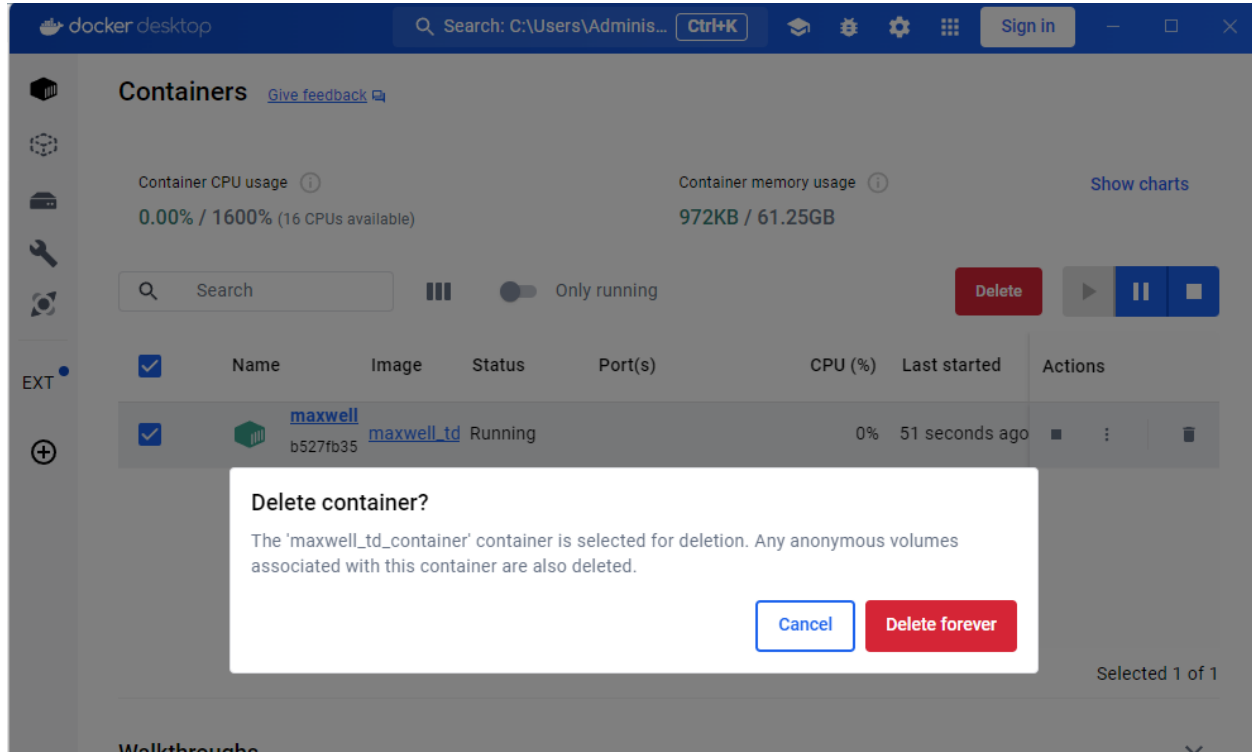 docker desktop
Search: C:\Users\Adminis... Ctrl+K
Sign in
Containers Give feedback
Container CPU usage
0.00% / 1600% (16 CPUs available)
Container memory usage
972KB / 61.25GB
Show charts
Search
Only running
Delete
Name Image Status Port(s) CPU (%) Last started Actions
maxwell
b527fb35
maxwell_td Running 0% 51 seconds ago
EXT
Delete container?
The 'maxwell_td_container' container is selected for deletion. Any anonymous volumes
associated with this container are also deleted.
Cancel Delete forever
Selected 1 of 1
Walkthroughs